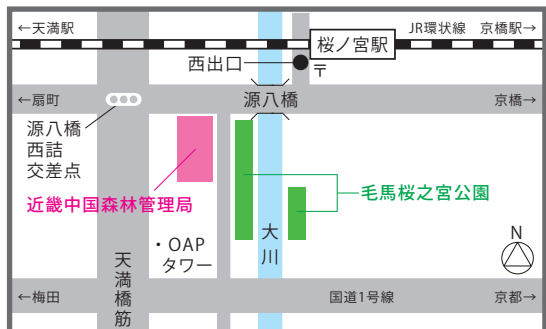 ←天満駅
JR環状線 京橋駅→
桜ノ宮駅
西出口
〒
←扇町
源八橋
京橋→
源八橋
西詰
交差点
近畿中国森林管理局
毛馬桜之宮公園
・OAP
タワー
大川
N
天満橋筋
←梅田
国道1号線
京都→